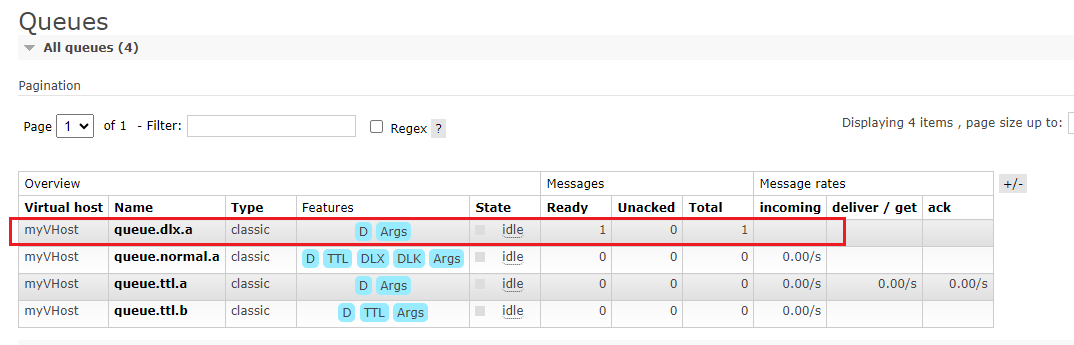 Queues
All queues (4)
Pagination
Page 1 of 1 - Filter: Regex ? Displaying 4 items , page size up to:
Overview Messages Message rates +/-
Virtual host Name Type Features State Ready Unacked Total incoming deliver / get ack
myVHost queue.dlx.a classic D Args idle 1 0 1
myVHost queue.normal.a classic D TTL DLX DLK Args idle 0 0 0 0.00/s
myVHost queue.ttl.a classic D Args idle 0 0 0 0.00/s 0.00/s 0.00/s
myVHost queue.ttl.b classic D TTL Args idle 0 0 0 0.00/s